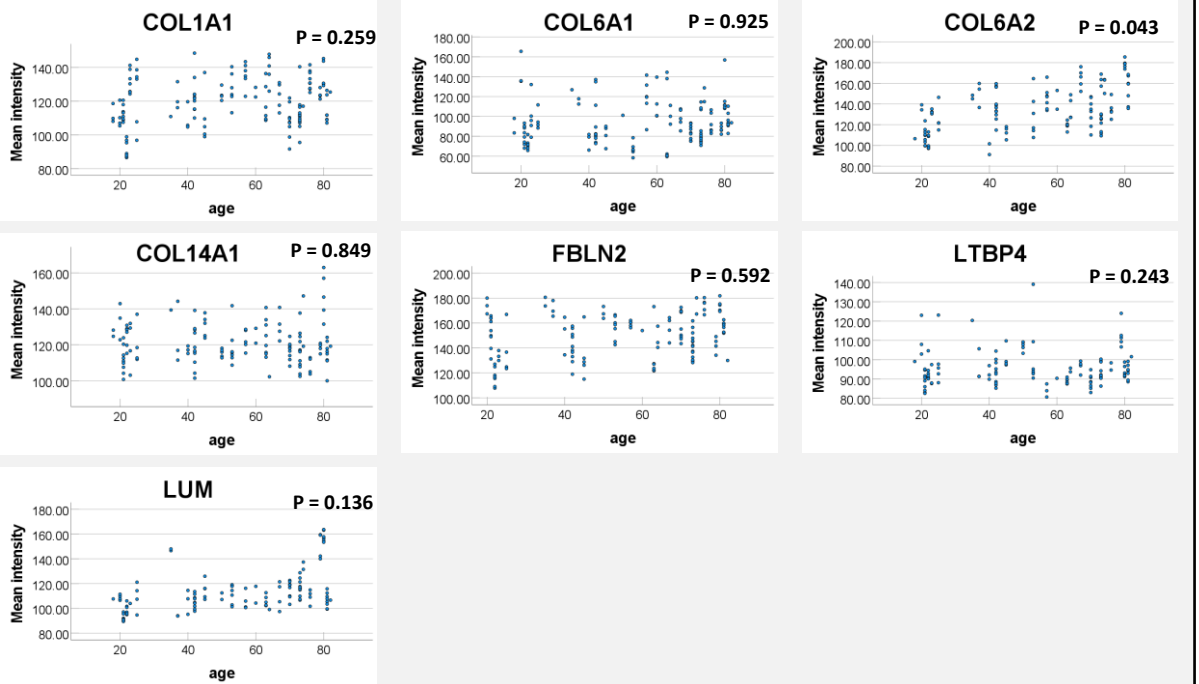 COL1A1
P = 0.259
Mean intensity
140.00
120.00
100.00
80.00
20 40 60 80
age
COL6A1
P = 0.925
Mean intensity
180.00
160.00
140.00
120.00
100.00
80.00
60.00
20 40 60 80
age
COL6A2
P = 0.043
Mean intensity
200.00
180.00
160.00
140.00
120.00
100.00
80.00
20 40 60 80
age
COL14A1
P = 0.849
Mean intensity
160.00
140.00
120.00
100.00
20 40 60 80
age
FBLN2
P = 0.592
Mean intensity
200.00
180.00
160.00
140.00
120.00
100.00
20 40 60 80
age
LTBP4
P = 0.243
Mean intensity
140.00
130.00
120.00
110.00
100.00
90.00
80.00
20 40 60 80
age
LUM
P = 0.136
Mean intensity
180.00
160.00
140.00
120.00
100.00
80.00
20 40 60 80
age